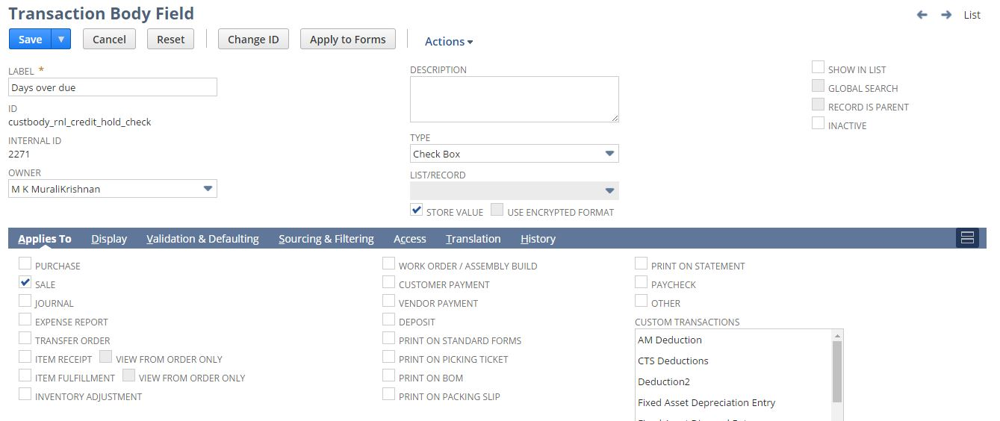 Transaction Body Field
List
Save
Cancel
Reset
Change ID
Apply to Forms
Actions
LABEL *
Days over due
ID
custbody_rnl_credit_hold_check
INTERNAL ID
2271
OWNER
M K MuraliKrishnan
DESCRIPTION
TYPE
Check Box
LIST/RECORD
STORE VALUE
USE ENCRYPTED FORMAT
SHOW IN LIST
GLOBAL SEARCH
RECORD IS PARENT
INACTIVE
Applies To Display Validation & Defaulting Sourcing & Filtering Access Translation History
PURCHASE
SALE
JOURNAL
EXPENSE REPORT
TRANSFER ORDER
ITEM RECEIPT VIEW FROM ORDER ONLY
ITEM FULFILLMENT VIEW FROM ORDER ONLY
INVENTORY ADJUSTMENT
WORK ORDER / ASSEMBLY BUILD
CUSTOMER PAYMENT
VENDOR PAYMENT
DEPOSIT
PRINT ON STANDARD FORMS
PRINT ON PICKING TICKET
PRINT ON BOM
PRINT ON PACKING SLIP
PRINT ON STATEMENT
PAYCHECK
OTHER
CUSTOM TRANSACTIONS
AM Deduction
CTS Deductions
Deduction2
Fixed Asset Depreciation Entry